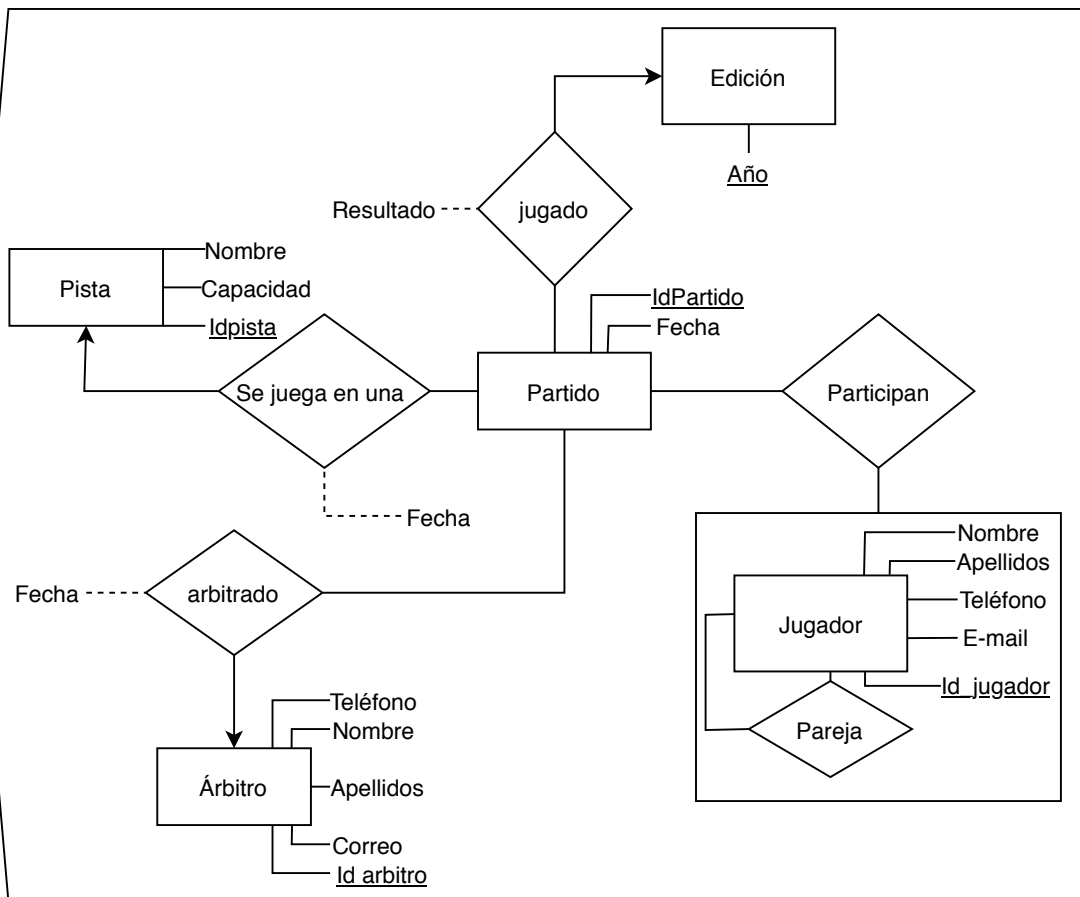 Edición
Año
Resultado
jugado
Nombre
Pista
Capacidad
Idpista
IdPartido
Fecha
Se juega en una
Partido
Participan
Fecha
Nombre
Apellidos
Teléfono
Jugador
E-mail
Id_jugador
Pareja
Fecha
arbitrado
Teléfono
Nombre
Árbitro
Apellidos
Correo
Id arbitro